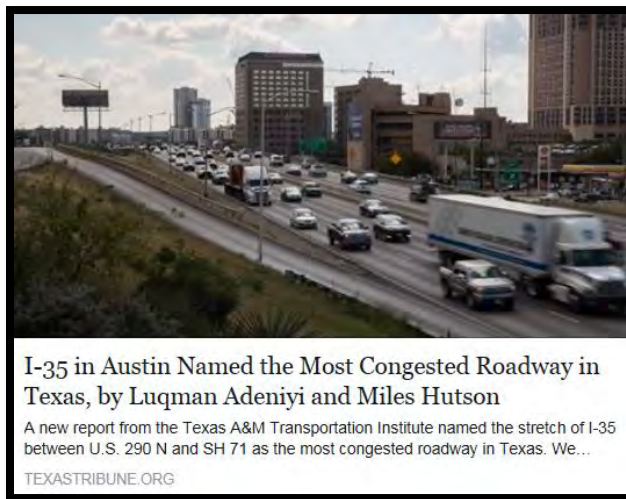 I-35 in Austin Named the Most Congested Roadway in
Texas, by Luqman Adeniyi and Miles Hutson
A new report from the Texas A&M Transportation Institute named the stretch of I-35
between U.S. 290 N and SH 71 as the most congested roadway in Texas. We...
TEXASTRIBUNE.ORG